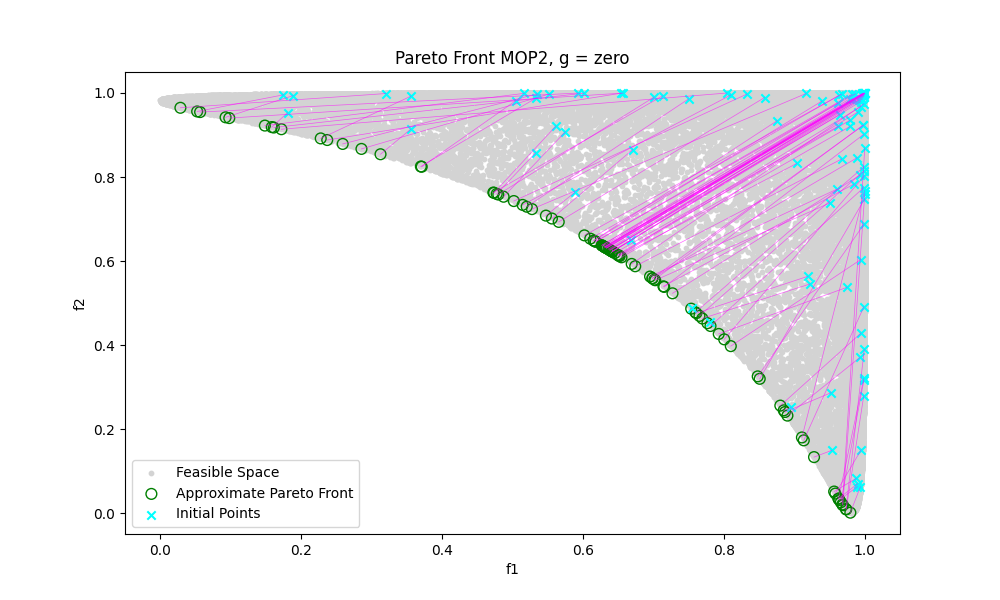 Pareto Front MOP2, g = zero
1.0
0.8
0.6
0.4
0.2
0.0
f2
Feasible Space
Approximate Pareto Front
Initial Points
0.0 0.2 0.4 0.6 0.8 1.0
f1